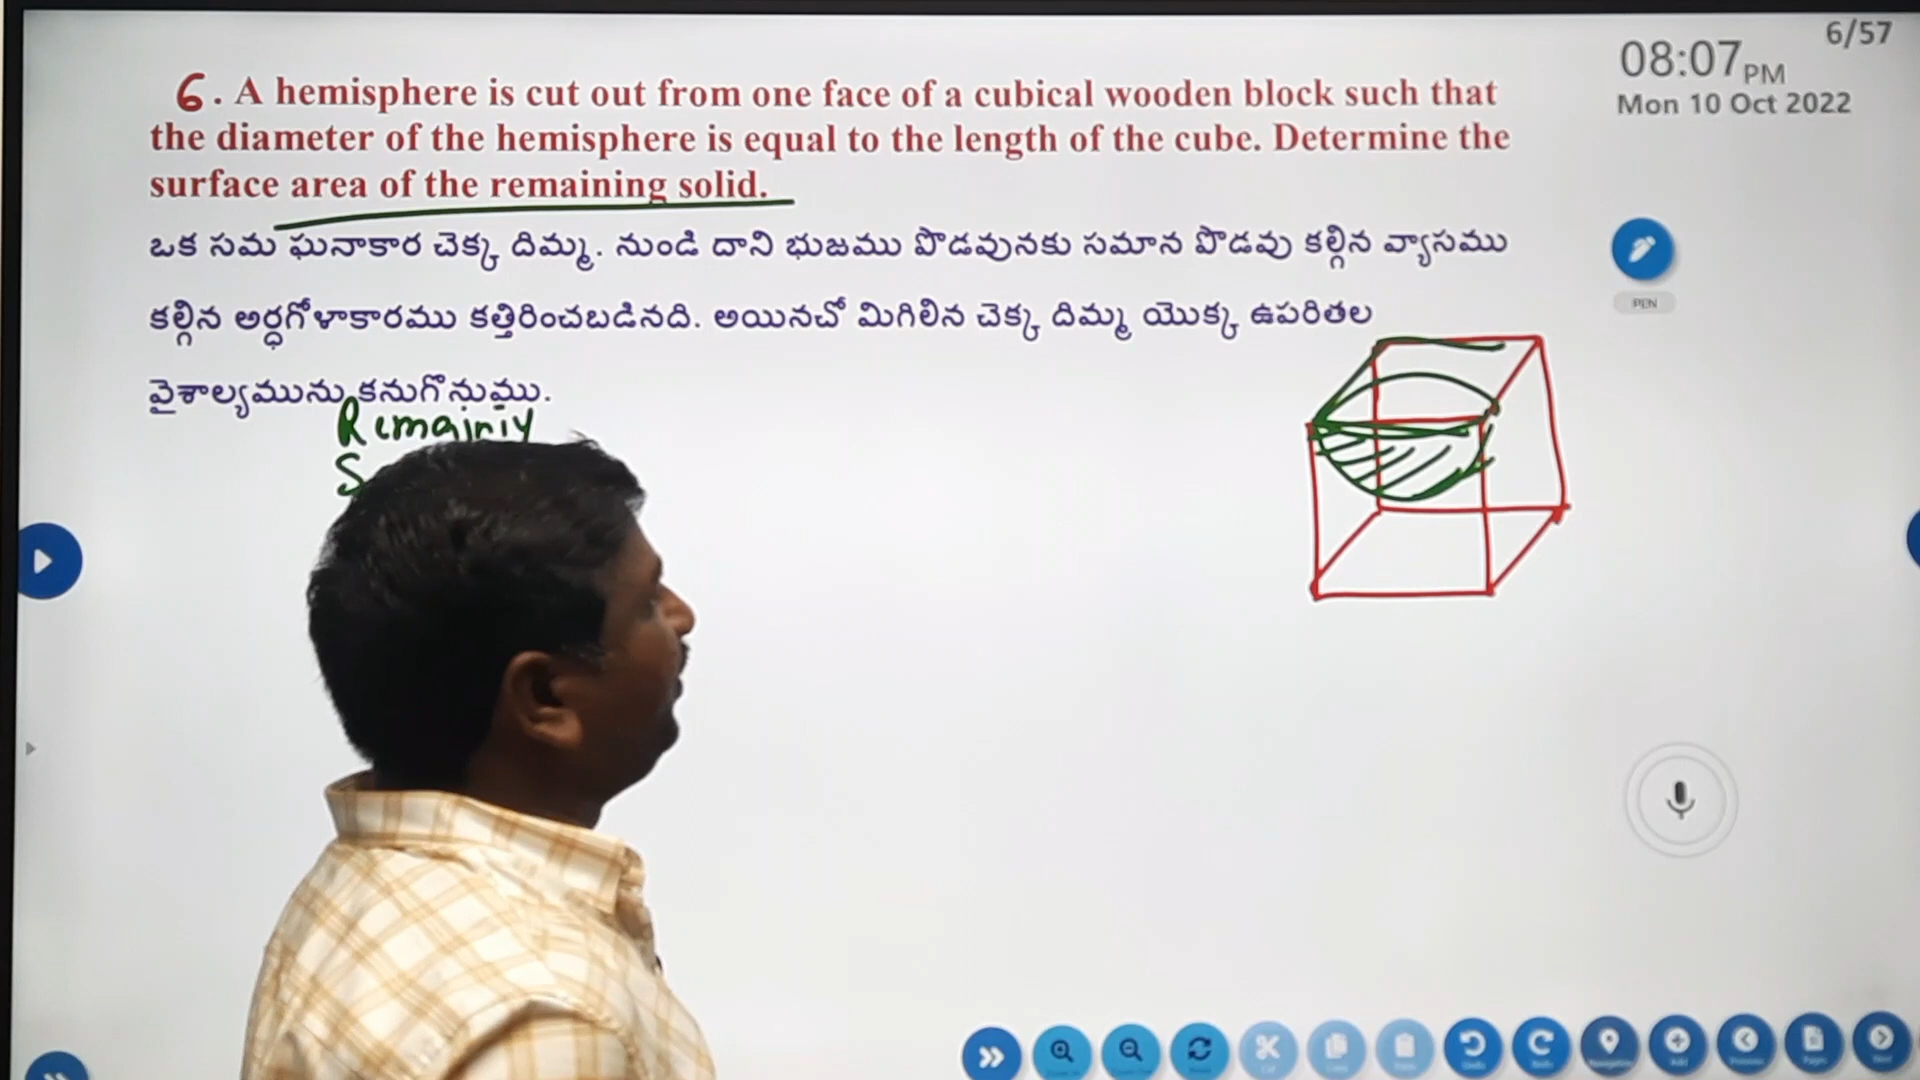 6/57
08:07 PM
Mon 10 Oct 2022
6. A hemisphere is cut out from one face of a cubical wooden block such that
the diameter of the hemisphere is equal to the length of the cube. Determine the
surface area of the remaining solid.
ఒక సమ ఘనాకార చెక్క దిమ్మ. నుండి దాని భుజము పొడవునకు సమాన పొడవు కల్గిన వ్యాసము
కల్గిన అర్ధగోళాకారము కత్తిరించబడినది. అయినచో మిగిలిన చెక్క దిమ్మ యొక్క ఉపరితల
వైశాల్యమును కనుగొనుము.
PEN
S